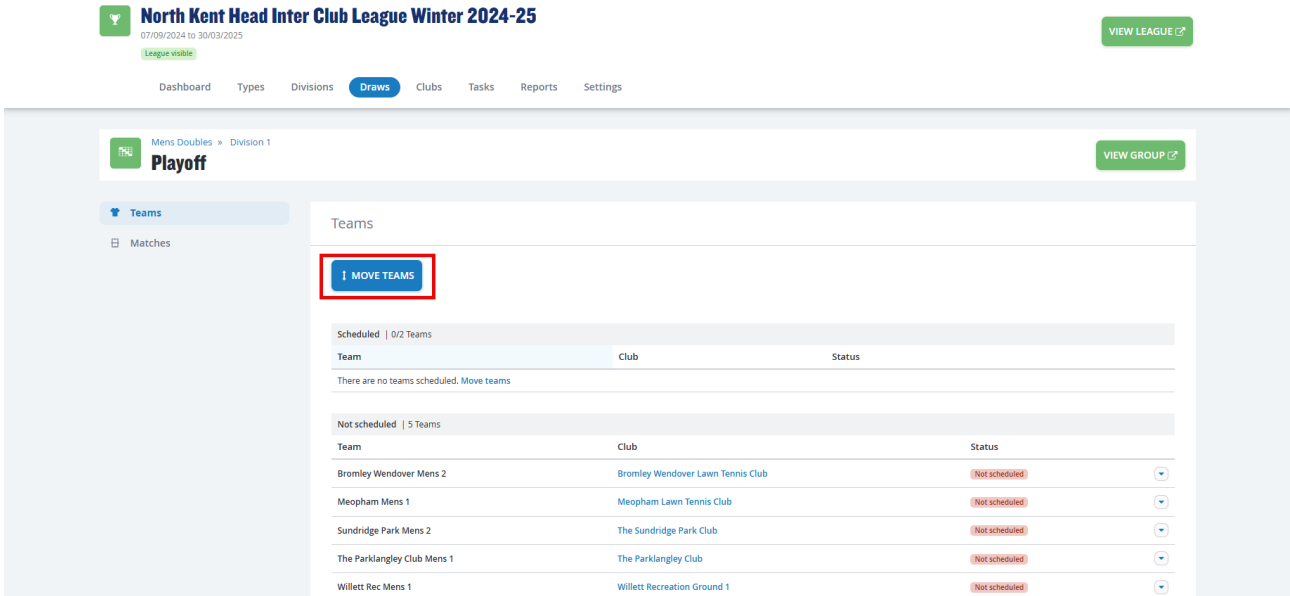 North Kent Head Inter Club League Winter 2024-25
07/09/2024 to 30/03/2025
League visible
VIEW LEAGUE
Dashboard Types Divisions Draws Clubs Tasks Reports Settings
Mens Doubles » Division 1
Playoff
VIEW GROUP
Teams
Matches
Teams
MOVE TEAMS
Scheduled | 0/2 Teams
Team Club Status
There are no teams scheduled. Move teams
Not scheduled | 5 Teams
Team Club Status
Bromley Wendover Mens 2 Bromley Wendover Lawn Tennis Club Not scheduled
Meopham Mens 1 Meopham Lawn Tennis Club Not scheduled
Sundridge Park Mens 2 The Sundridge Park Club Not scheduled
The Parklangley Club Mens 1 The Parklangley Club Not scheduled
Willett Rec Mens 1 Willett Recreation Ground 1 Not scheduled